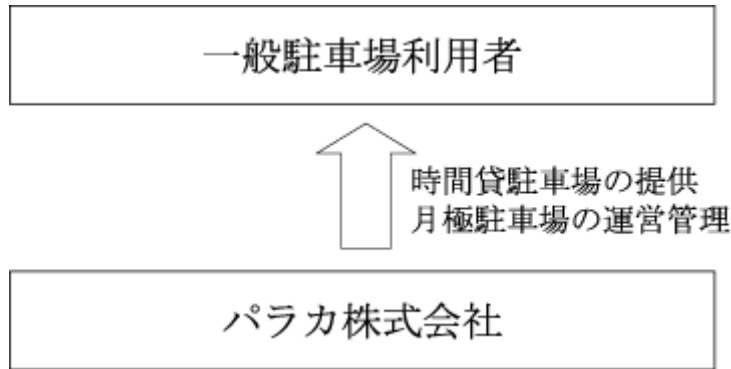 一般駐車場利用者
時間貸駐車場の提供
月極駐車場の運営管理
パラカ株式会社